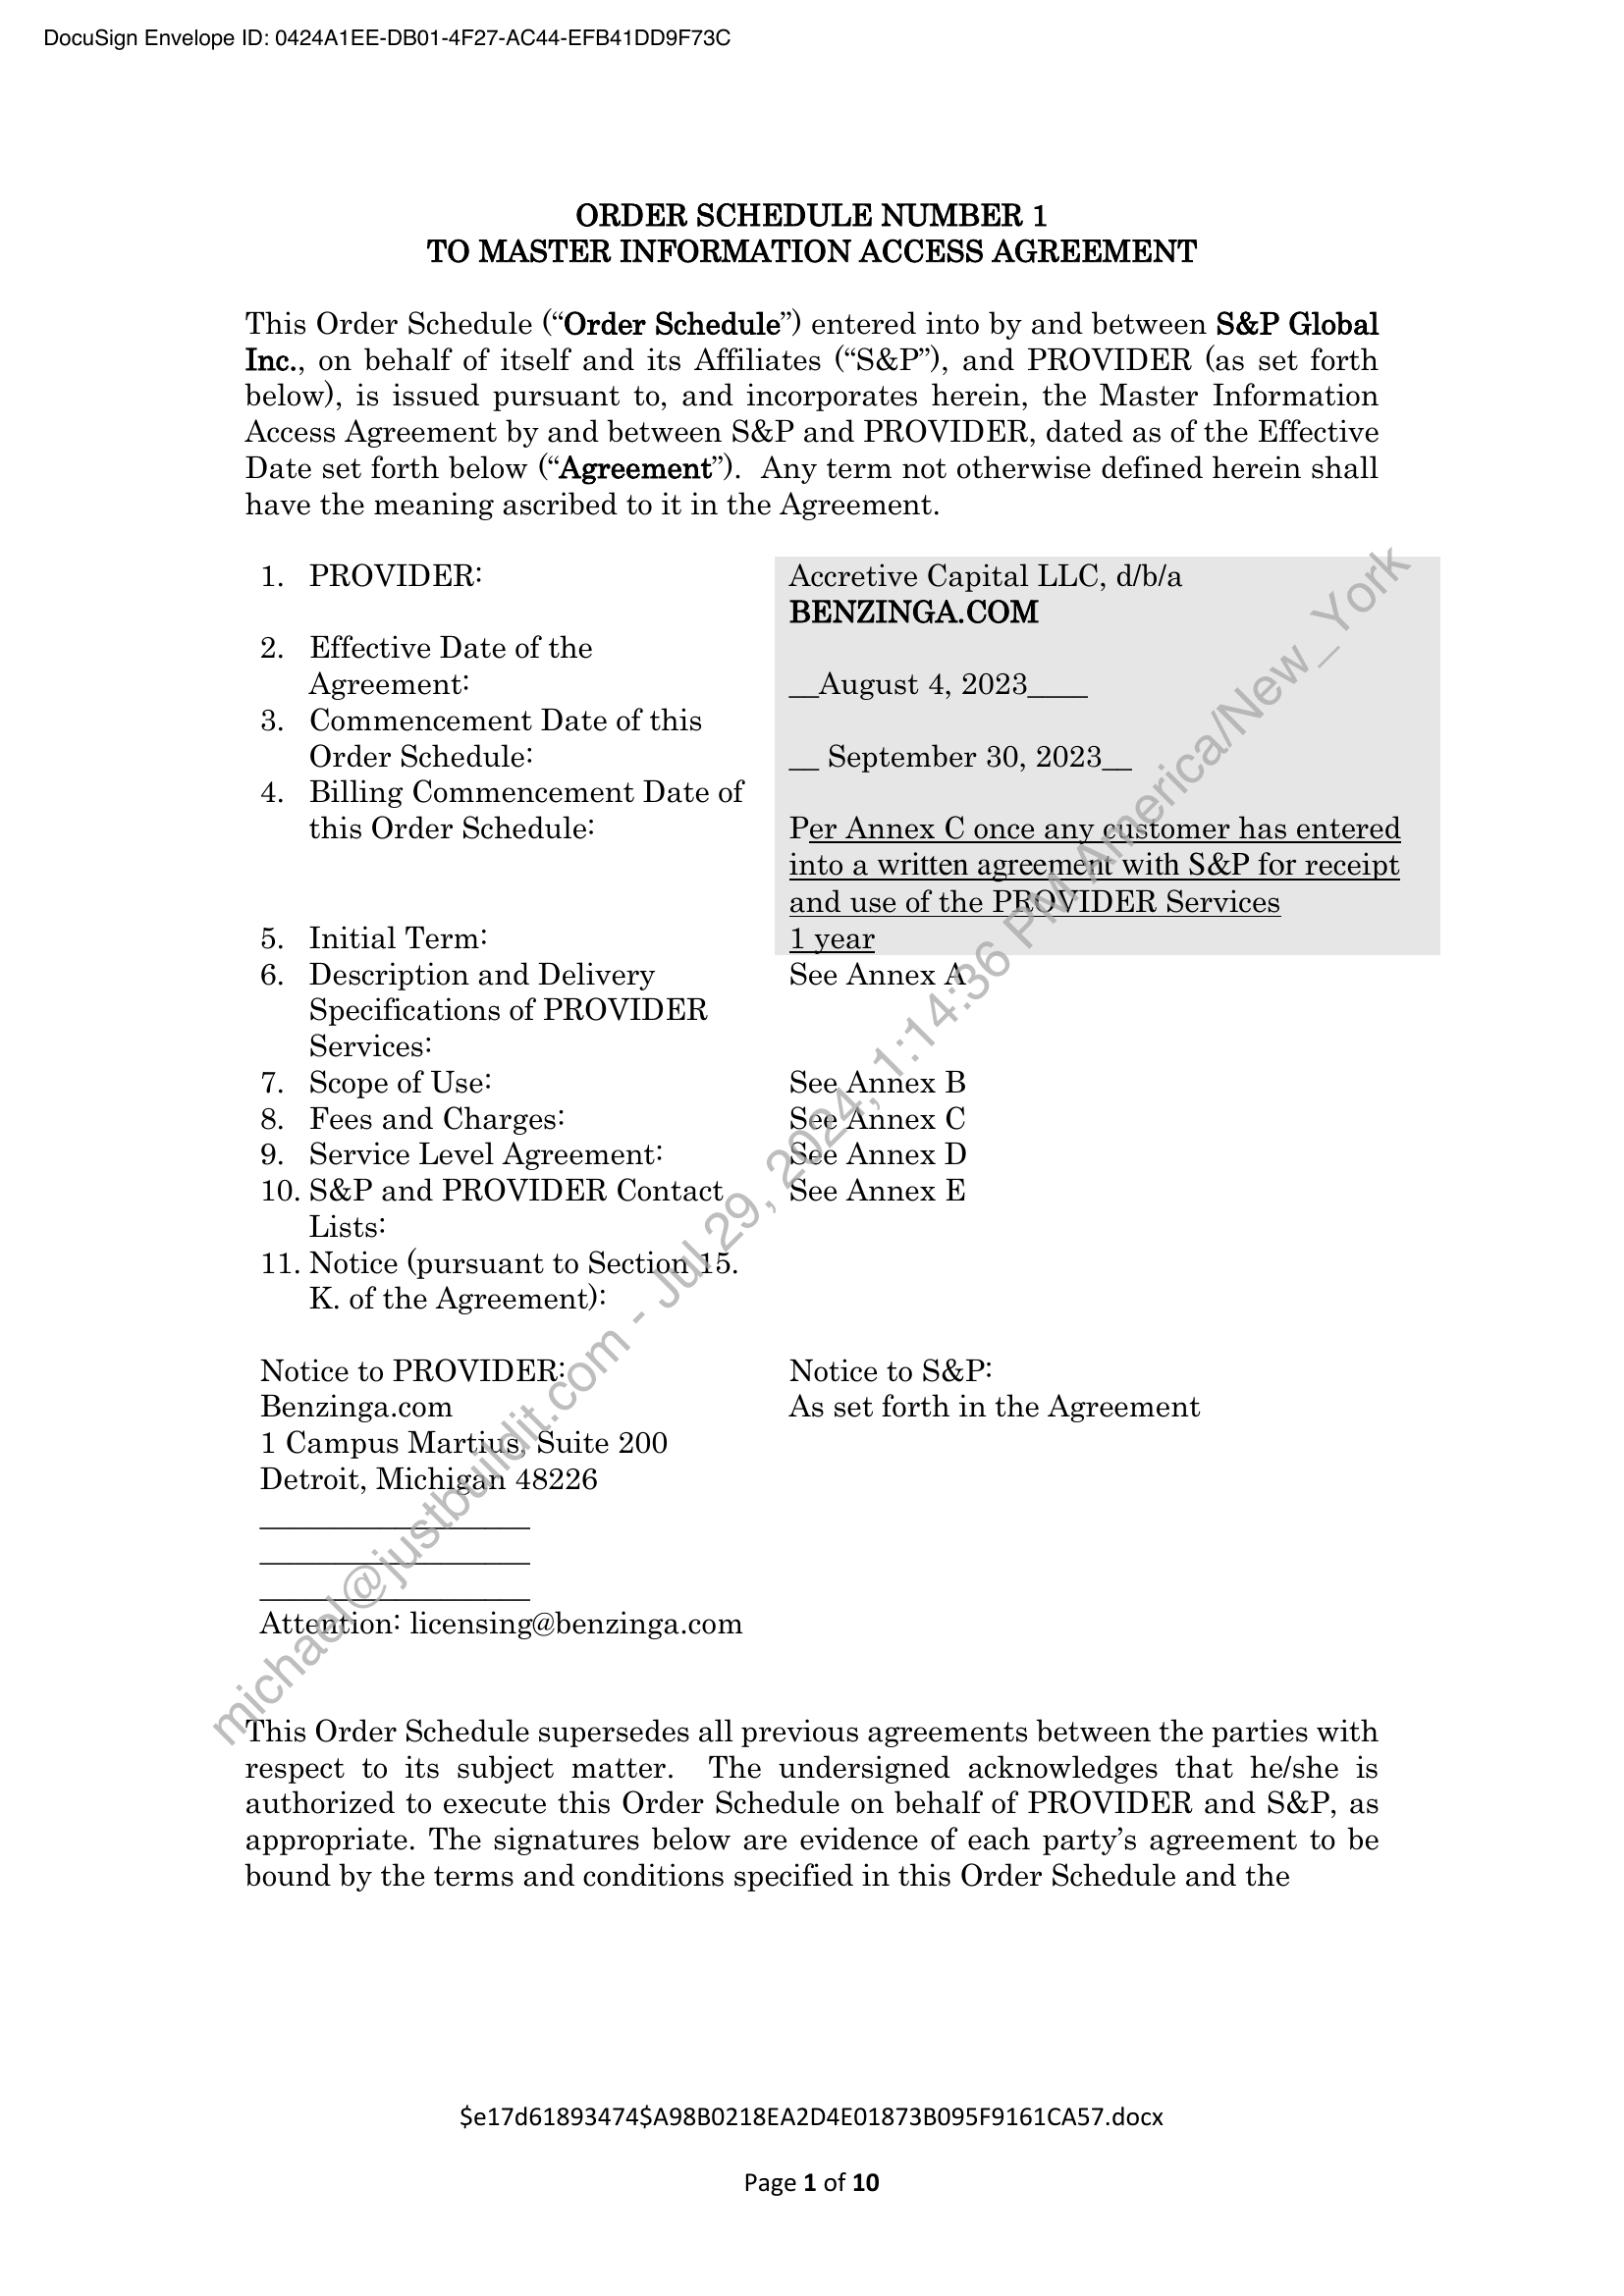 DocuSign Envelope ID: 0424A1EE-DB01-4F27-AC44-EFB41DD9F73C
ORDER SCHEDULE NUMBER 1
TO MASTER INFORMATION ACCESS AGREEMENT
This Order Schedule (“Order Schedule”) entered into by and between S&P Global
Inc., on behalf of itself and its Affiliates (“S&P”), and PROVIDER (as set forth
below), is issued pursuant to, and incorporates herein, the Master Information
Access Agreement by and between S&P and PROVIDER, dated as of the Effective
Date set forth below (“Agreement”). Any term not otherwise defined herein shall
have the meaning ascribed to it in the Agreement.
1. PROVIDER: Accretive Capital LLC, d/b/a
BENZINGA.COM
2. Effective Date of the
Agreement: __August 4, 2023____
3. Commencement Date of this
Order Schedule: __ September 30, 2023__
4. Billing Commencement Date of
this Order Schedule: Per Annex C once any customer has entered
into a written agreement with S&P for receipt
and use of the PROVIDER Services
5. Initial Term: 1 year
6. Description and Delivery See Annex A
Specifications of PROVIDER
Services:
7. Scope of Use: See Annex B
8. Fees and Charges: See Annex C
9. Service Level Agreement: See Annex D
10. S&P and PROVIDER Contact See Annex E
Lists:
11. Notice (pursuant to Section 15.
K. of the Agreement):
Notice to PROVIDER: Notice to S&P:
Benzinga.com As set forth in the Agreement
1 Campus Martius, Suite 200
Detroit, Michigan 48226
__________________
__________________
__________________
Attention: licensing@benzinga.com
michael@justbuildit.com - Jul 29, 2024, 1:14:36 PM America/New_York
This Order Schedule supersedes all previous agreements between the parties with
respect to its subject matter. The undersigned acknowledges that he/she is
authorized to execute this Order Schedule on behalf of PROVIDER and S&P, as
appropriate. The signatures below are evidence of each party’s agreement to be
bound by the terms and conditions specified in this Order Schedule and the
$e17d61893474$A98B0218EA2D4E01873B095F9161CA57.docx
Page 1 of 10